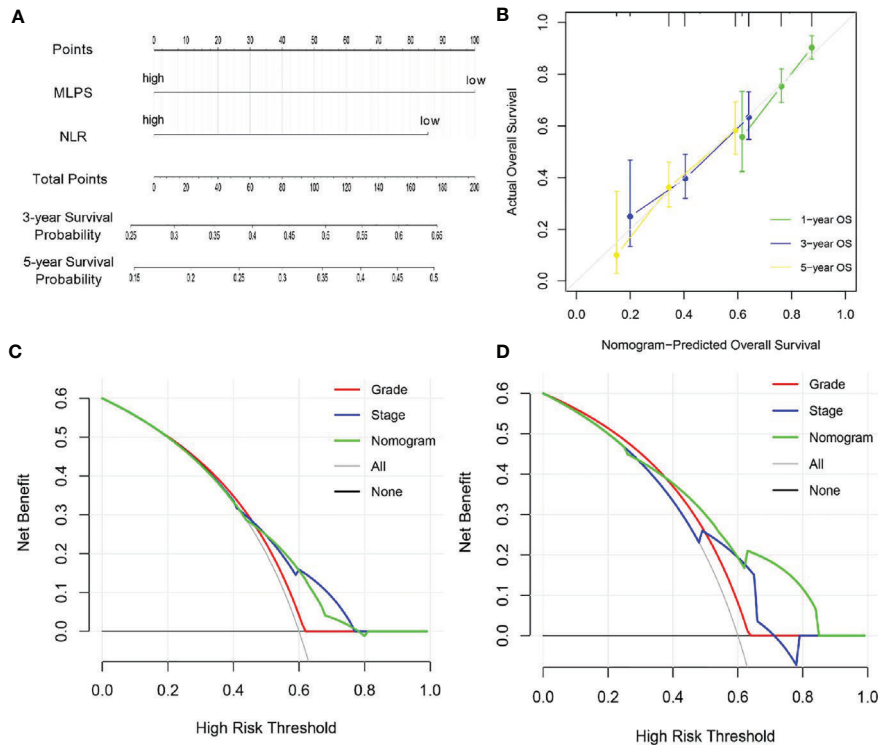 A
Points
0 10 20 30 40 50 60 70 80 90 100
high low
MLPS
high low
NLR
Total Points
0 20 40 60 80 100 120 140 160 180 200
3-year Survival
Probability
0.25 0.3 0.35 0.4 0.45 0.5 0.55 0.6 0.65
5-year Survival
Probability
0.15 0.2 0.25 0.3 0.35 0.4 0.45 0.5
B
Actual Overall Survival
1.0
0.8
0.6
0.4
0.2
0.0
1-year OS
3-year OS
5-year OS
0.0 0.2 0.4 0.6 0.8 1.0
Nomogram-Predicted Overall Survival
C
Net Benefit
0.6
0.5
0.4
0.3
0.2
0.1
0.0
Grade
Stage
Nomogram
All
None
0.0 0.2 0.4 0.6 0.8 1.0
High Risk Threshold
D
Net Benefit
0.6
0.5
0.4
0.3
0.2
0.1
0.0
Grade
Stage
Nomogram
All
None
0.0 0.2 0.4 0.6 0.8 1.0
High Risk Threshold